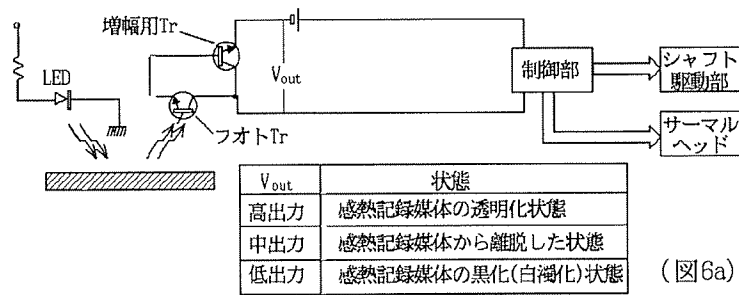 増幅用Tr
LED
Vout
フオトTr
制御部
シャフト
駆動部
サーマル
ヘッド
Vout 状態
高出力 感熱記録媒体の透明化状態
中出力 感熱記録媒体から離脱した状態
低出力 感熱記録媒体の黒化(白濁化)状態
(図6a)